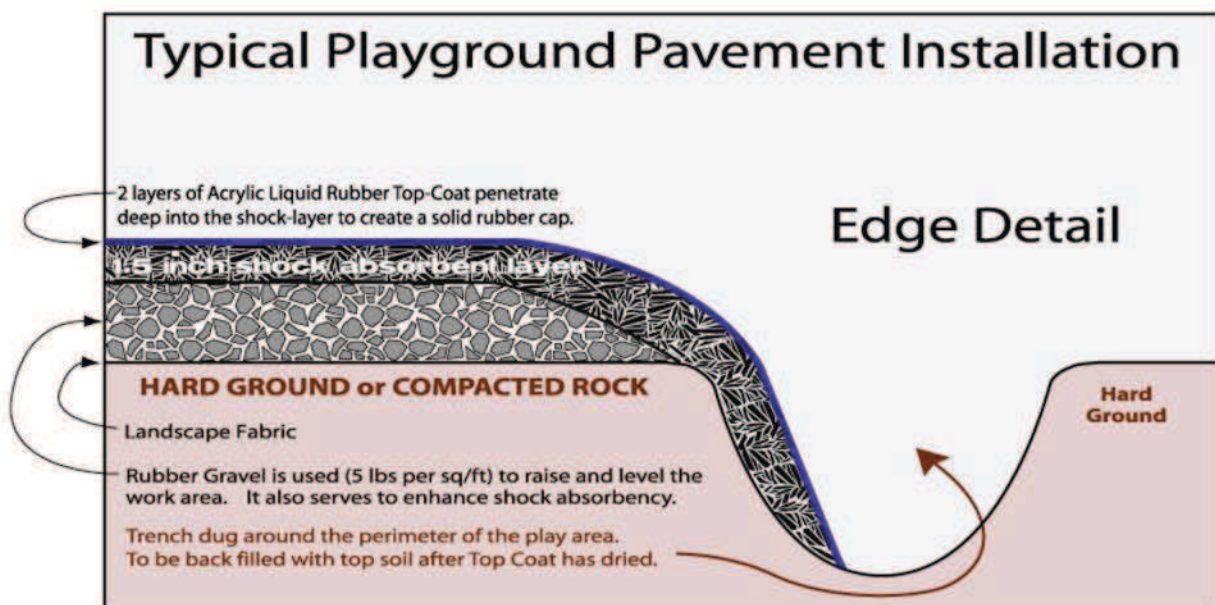 Typical Playground Pavement Installation
2 layers of Acrylic Liquid Rubber Top-Coat penetrate
deep into the shock-layer to create a solid rubber cap.
Edge Detail
1.5 inch shock absorbent layer
HARD GROUND or COMPACTED ROCK
Hard
Ground
Landscape Fabric
Rubber Gravel is used (5 lbs per sq/ft) to raise and level the
work area. It also serves to enhance shock absorbency.
Trench dug around the perimeter of the play area.
To be back filled with top soil after Top Coat has dried.